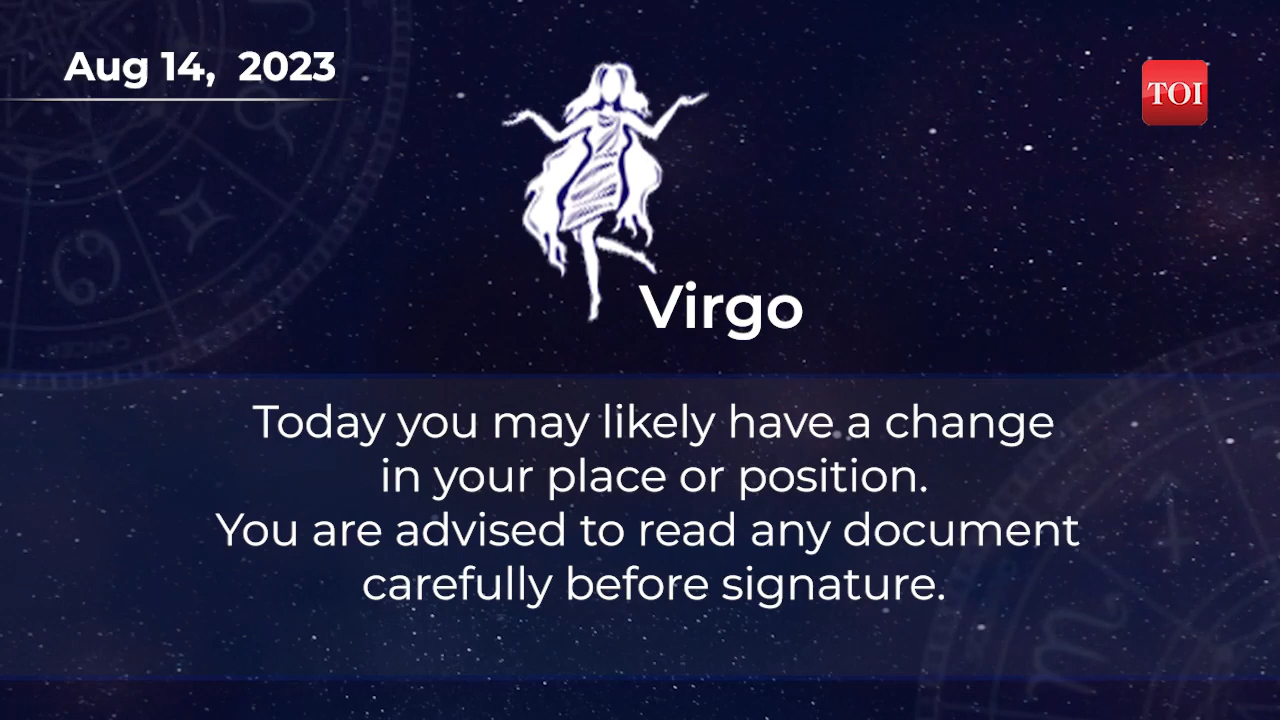 Aug 14, 2023
TOI
Virgo
Today you may likely have a change
in your place or position.
You are advised to read any document
carefully before signature.